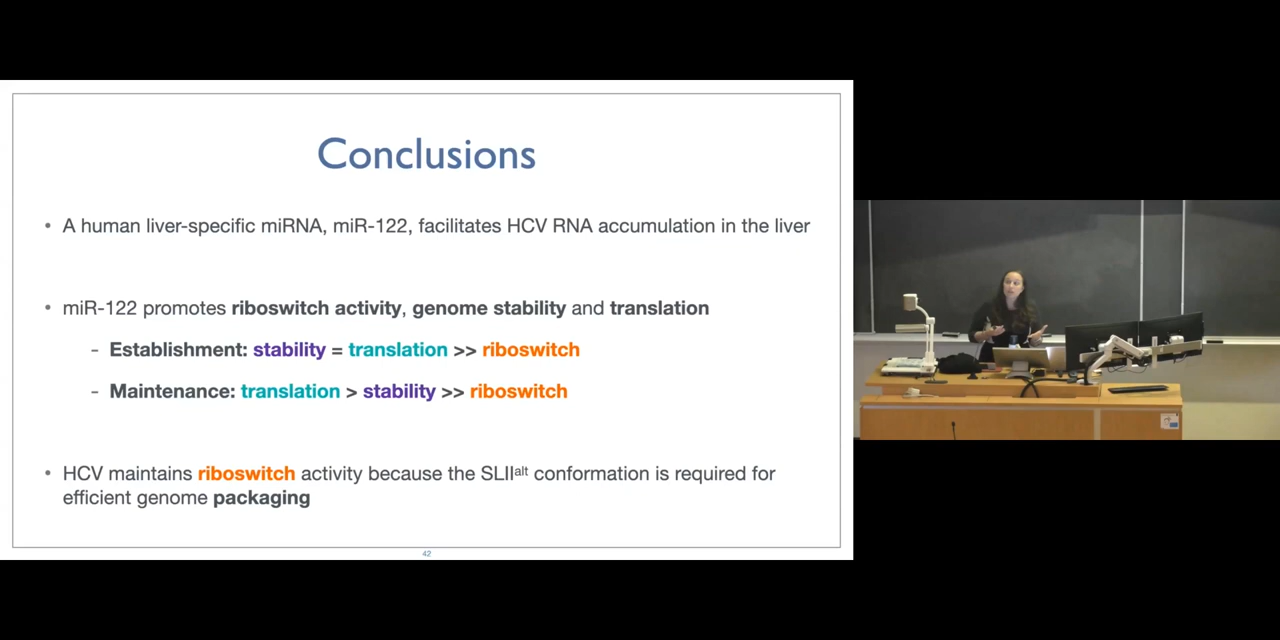 Conclusions
• A human liver-specific miRNA, miR-122, facilitates HCV RNA accumulation in the liver
• miR-122 promotes riboswitch activity, genome stability and translation
- Establishment: stability = translation >> riboswitch
- Maintenance: translation > stability >> riboswitch
• HCV maintains riboswitch activity because the SLIIalt conformation is required for
efficient genome packaging
42